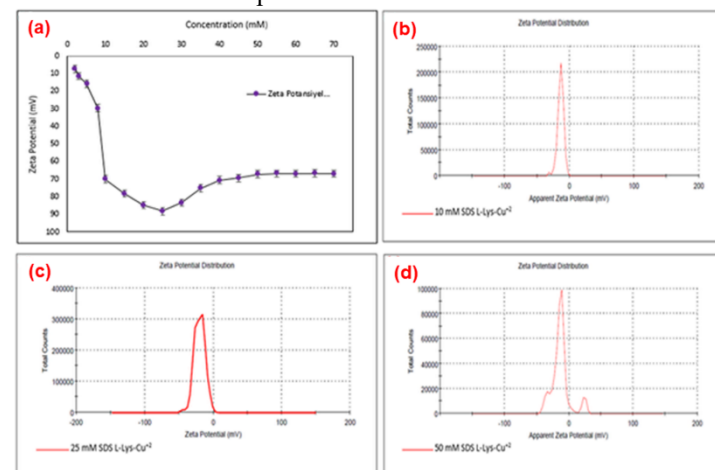 (a)
Concentration (mM)
0 10 20 30 40 50 60 70
0
10
20
30
40
50
60
70
80
90
100
Zeta Potential (mV)
Zeta Potansiyel...
(b)
Zeta Potential Distribution
250000
200000
150000
100000
50000
0
Total Counts
-100 0 100 200
Apparent Zeta Potential (mV)
10 mM SDS L-Lys-Cu⁺²
(c)
Zeta Potential Distribution
400000
300000
200000
100000
0
Total Counts
-200 -100 0 100 200
Zeta Potential (mV)
25 mM SDS L-Lys-Cu⁺²
(d)
Zeta Potential Distribution
100000
80000
60000
40000
20000
0
Total Counts
-100 0 100 200
Apparent Zeta Potential (mV)
50 mM SDS L-Lys-Cu⁺²